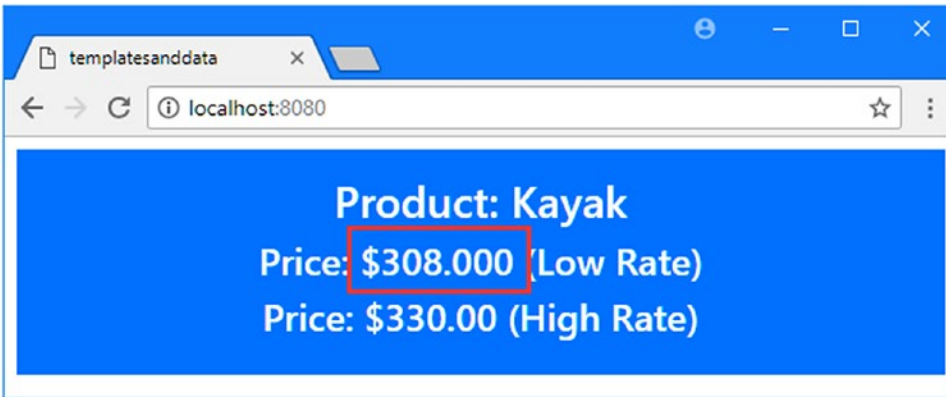 templatesanddata
localhost:8080
Product: Kayak
Price: $308.000 (Low Rate)
Price: $330.00 (High Rate)